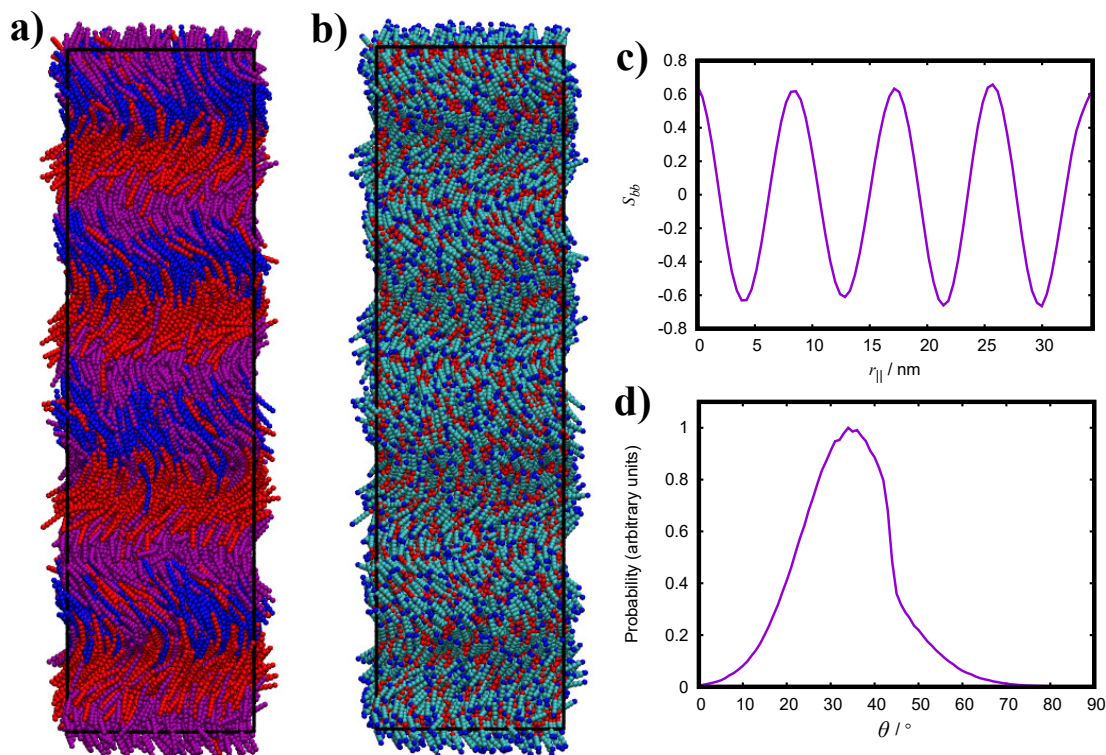 a)
b)
c)
0.8
0.6
0.4
0.2
0
-0.2
-0.4
-0.6
-0.8
S_bb
0 5 10 15 20 25 30
r_|| / nm
d)
1
0.8
0.6
0.4
0.2
0
Probability (arbitrary units)
0 10 20 30 40 50 60 70 80 90
θ / °